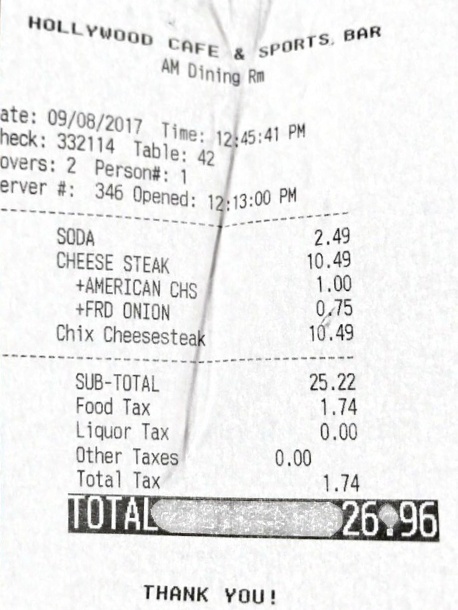 HOLLYWOOD CAFE & SPORTS. BAR
AM Dining Rm
ate: 09/08/2017 Time: 12:45:41 PM
heck: 332114 Table: 42
overs: 2 Person#: 1
erver #: 346 Opened: 12:13:00 PM
SODA 2.49
CHEESE STEAK 10.49
+AMERICAN CHS 1.00
+FRD ONION 0.75
Chix Cheesesteak 10.49
SUB-TOTAL 25.22
Food Tax 1.74
Liquor Tax 0.00
Other Taxes 0.00
Total Tax 1.74
TOTAL 26.96
THANK YOU!